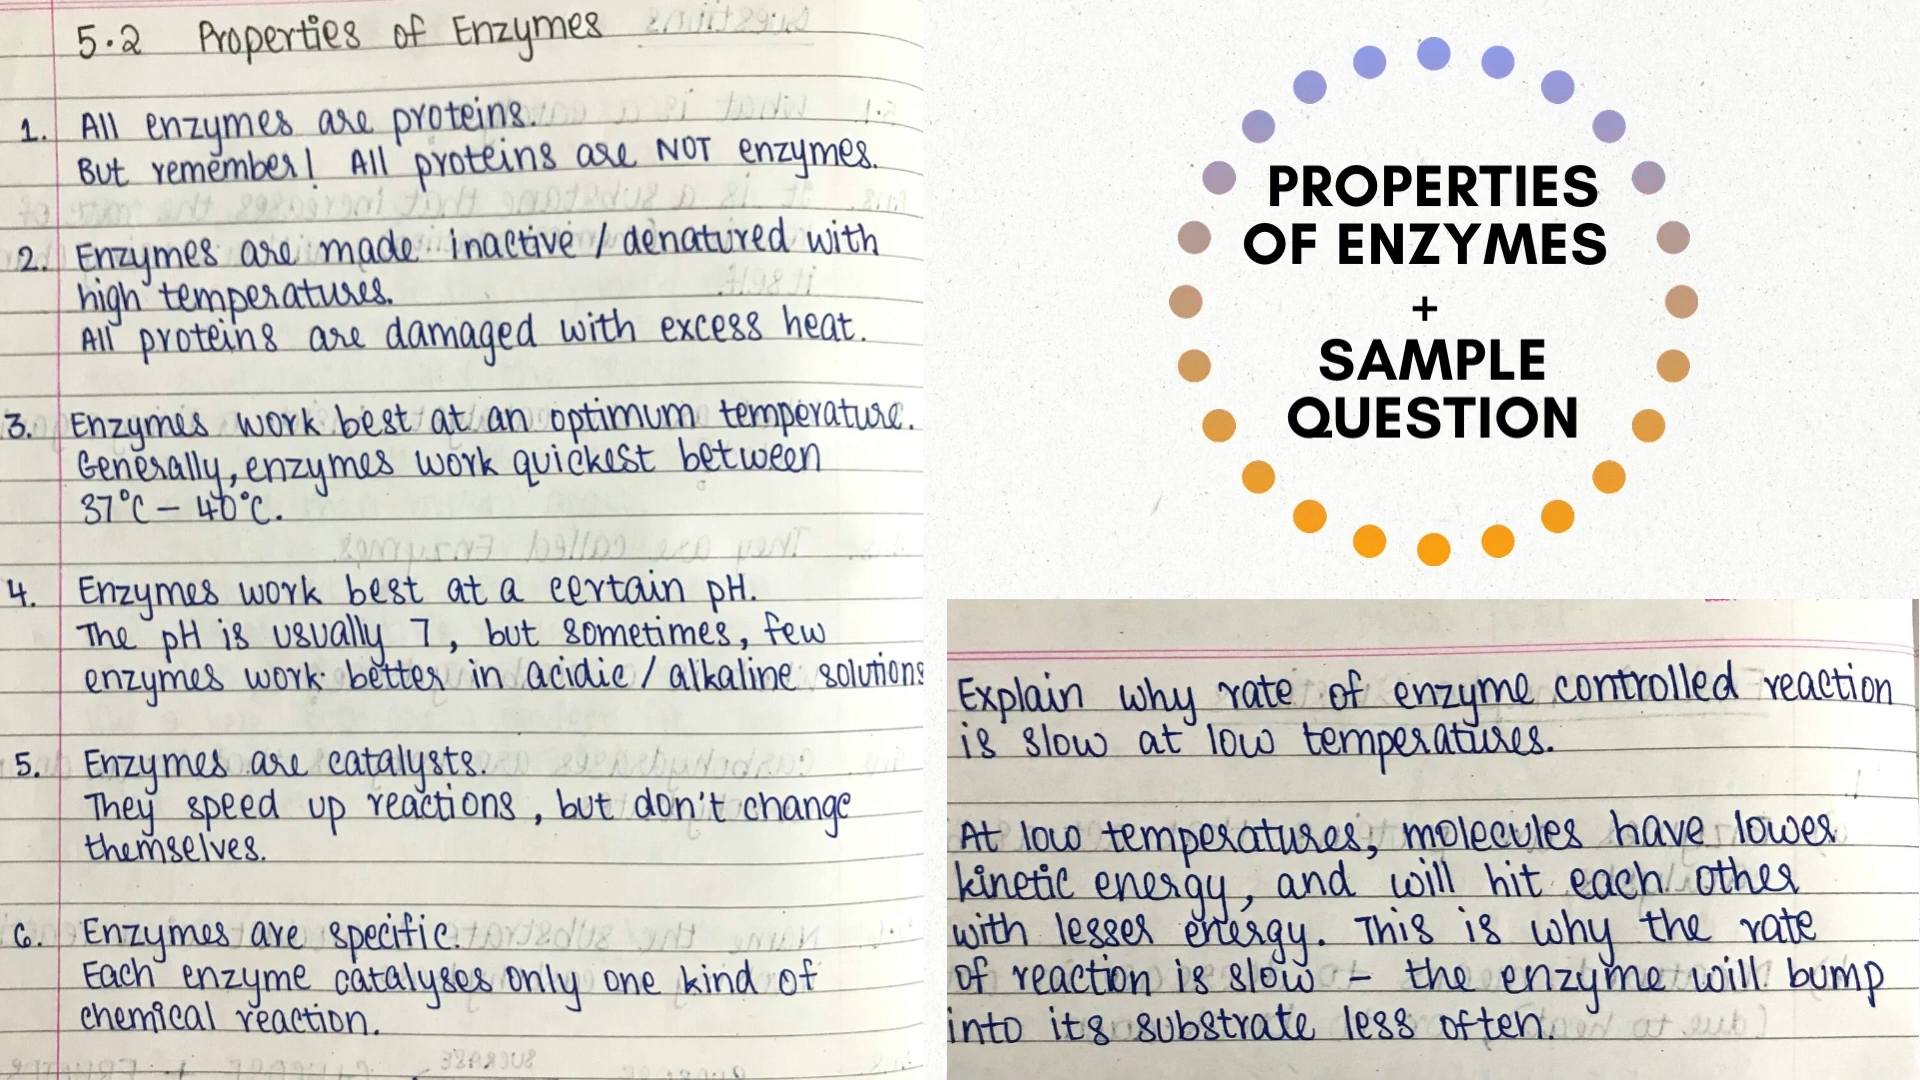 5.2 Properties of Enzymes
1. All enzymes are proteins.
But remember! All proteins are NOT enzymes.
2. Enzymes are made inactive / denatured with
high temperatures.
All proteins are damaged with excess heat.
3. Enzymes work best at an optimum temperature.
Generally, enzymes work quickest between
37°C – 40°C.
4. Enzymes work best at a certain pH.
The pH is usually 7, but sometimes, few
enzymes work better in acidic / alkaline solutions
5. Enzymes are catalysts.
They speed up reactions, but don't change
themselves.
6. Enzymes are specific.
Each enzyme catalyses only one kind of
chemical reaction.
PROPERTIES
OF ENZYMES
+
SAMPLE
QUESTION
Explain why rate of enzyme controlled reaction
is slow at low temperatures.
At low temperatures, molecules have lower
kinetic energy, and will hit each other
with lesser energy. This is why the rate
of reaction is slow – the enzyme will bump
into its substrate less often.